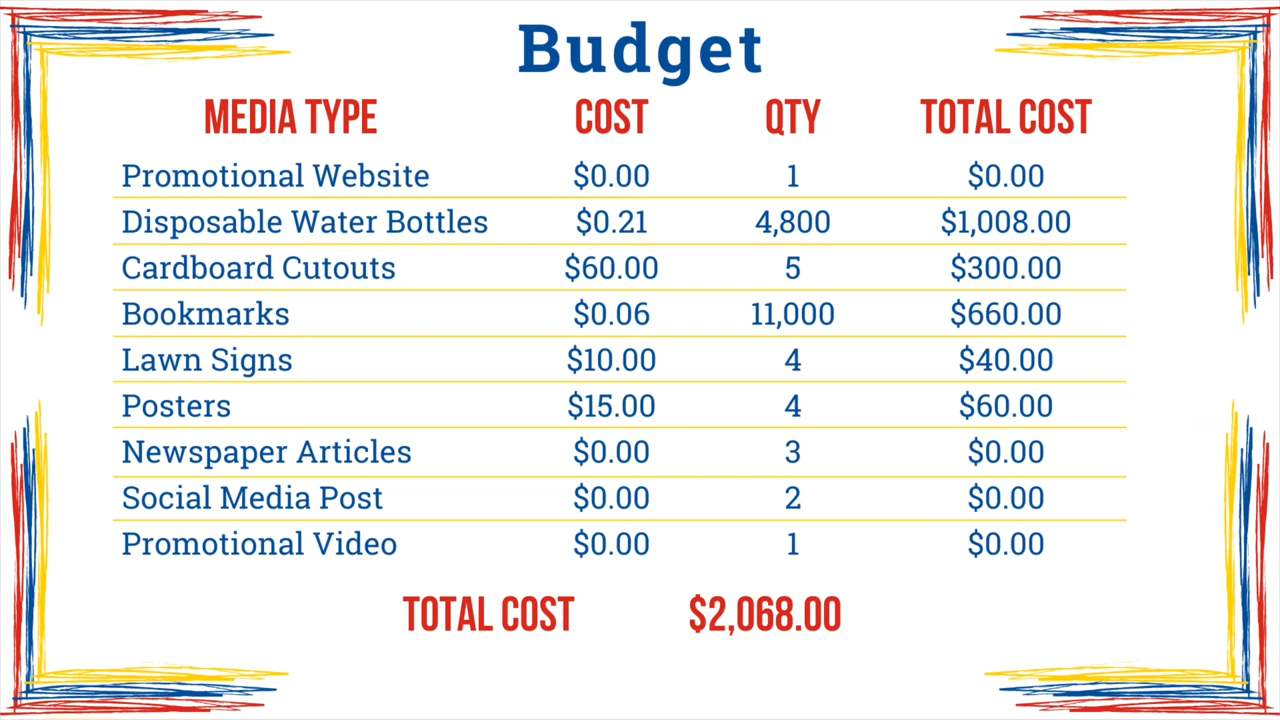 Budget
MEDIA TYPE COST QTY TOTAL COST
Promotional Website $0.00 1 $0.00
Disposable Water Bottles $0.21 4,800 $1,008.00
Cardboard Cutouts $60.00 5 $300.00
Bookmarks $0.06 11,000 $660.00
Lawn Signs $10.00 4 $40.00
Posters $15.00 4 $60.00
Newspaper Articles $0.00 3 $0.00
Social Media Post $0.00 2 $0.00
Promotional Video $0.00 1 $0.00
TOTAL COST $2,068.00